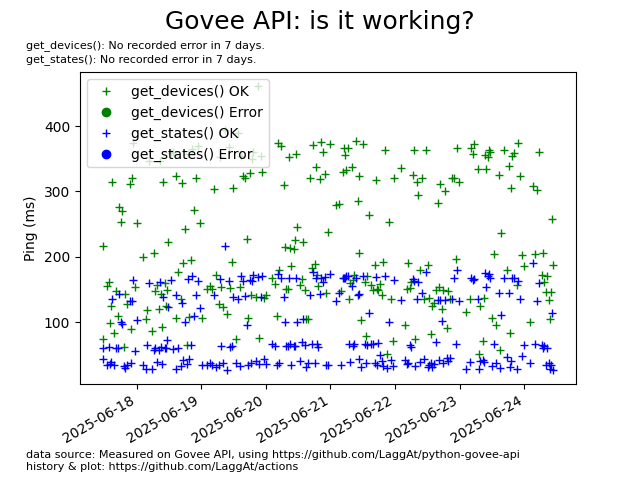 Govee API: is it working?
get_devices(): No recorded error in 7 days.
get_states(): No recorded error in 7 days.
get_devices() OK
get_devices() Error
get_states() OK
get_states() Error
400
300
200
100
Ping (ms)
2025-06-18
2025-06-19
2025-06-20
2025-06-21
2025-06-22
2025-06-23
2025-06-24
data source: Measured on Govee API, using https://github.com/LaggAt/python-govee-api
history & plot: https://github.com/LaggAt/actions